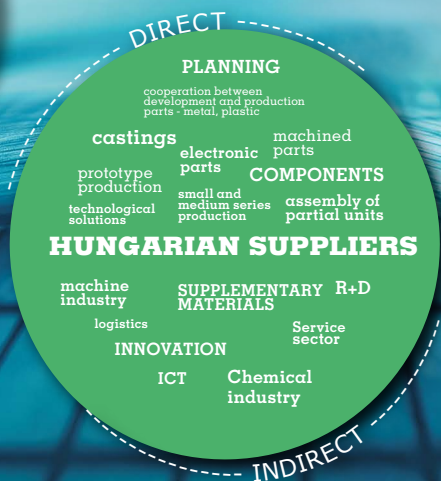 DIRECT
PLANNING
cooperation between
development and production
parts - metal, plastic
castings
machined
parts
electronic
parts
prototype
production
COMPONENTS
small and
medium series
production
technological
solutions
assembly of
partial units
HUNGARIAN SUPPLIERS
machine
industry
SUPPLEMENTARY
MATERIALS
R+D
logistics
Service
sector
INNOVATION
ICT
Chemical
industry
INDIRECT